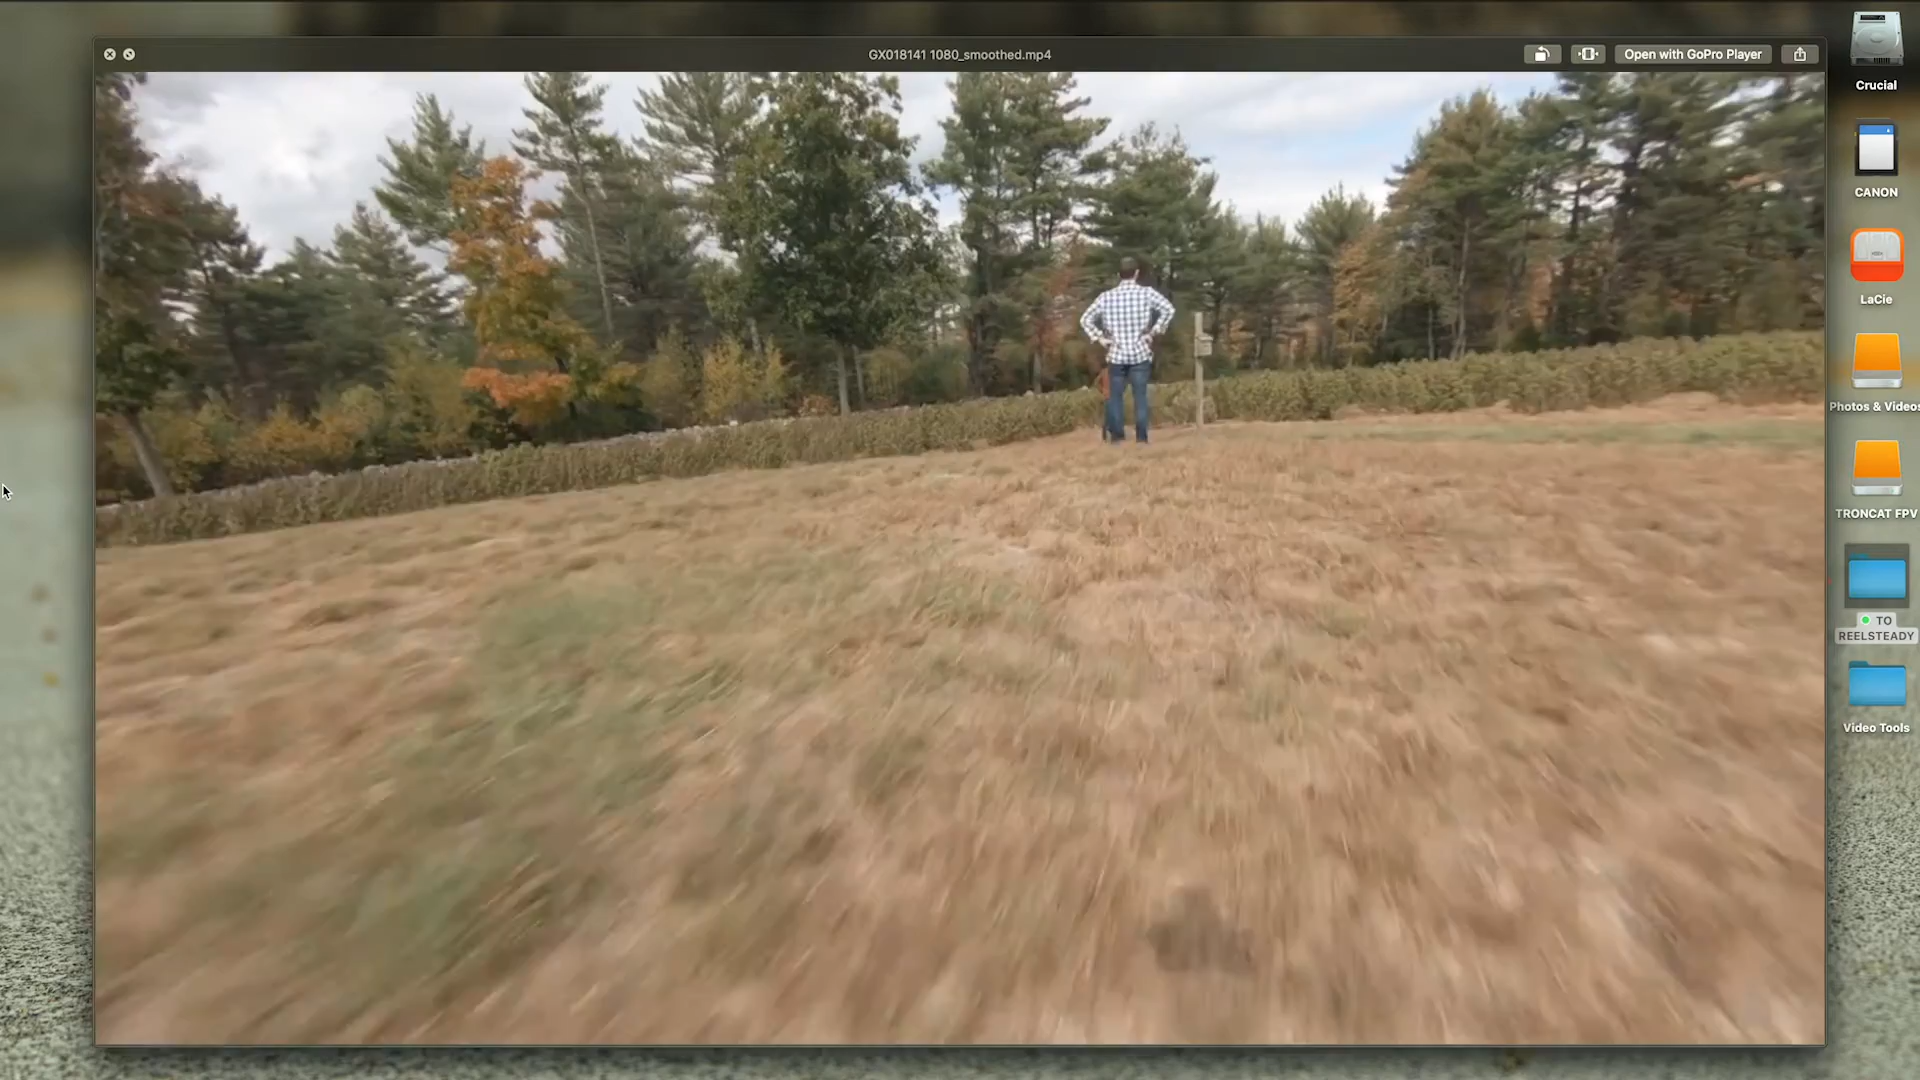 GX018141 1080_smoothed.mp4
Open with GoPro Player
Crucial
CANON
LaCie
Photos & Videos
TRONCAT FPV
TO
REELSTEADY
Video Tools